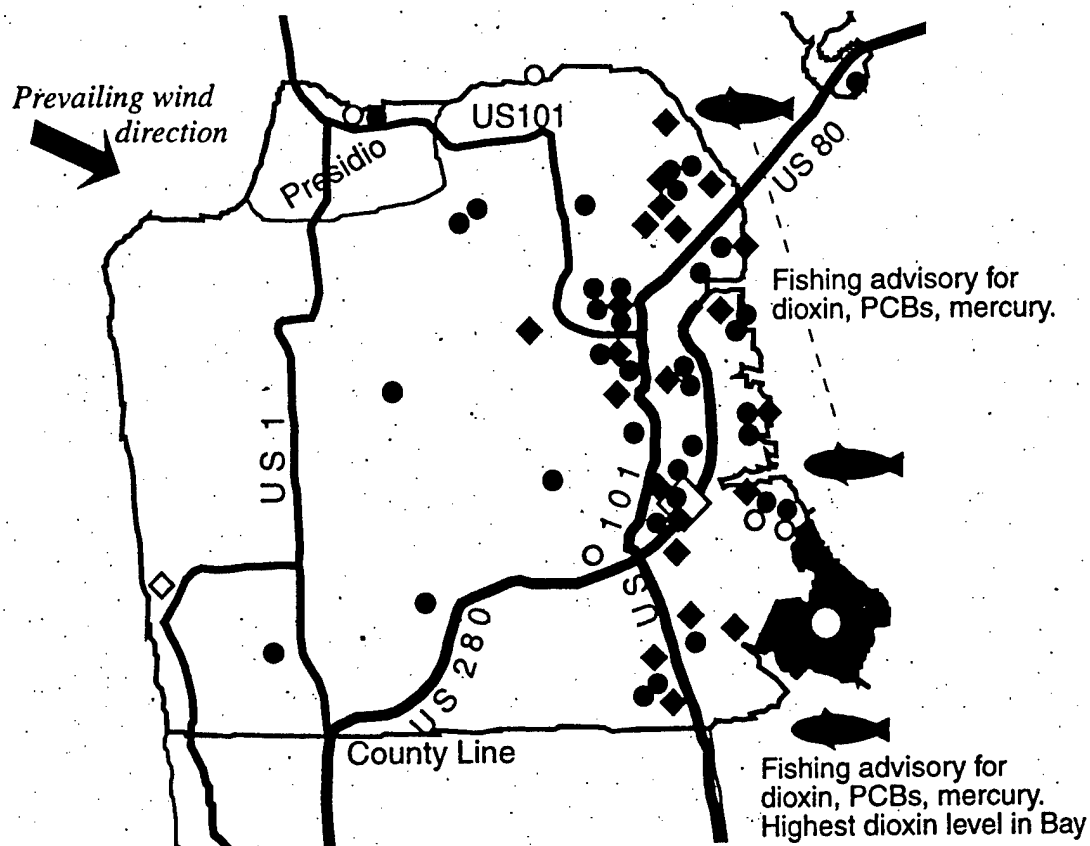 Prevailing wind
direction
US101
Presidio
US 80
Fishing advisory for
dioxin, PCBs, mercury.
US 1
101
US
US 280
County Line
Fishing advisory for
dioxin, PCBs, mercury.
Highest dioxin level in Bay